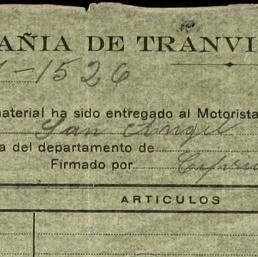 AÑIA DE TRANVI
-1526
material ha sido entregado al Motorista
San Angel
a del departamento de
Firmado por
ARTICULOS